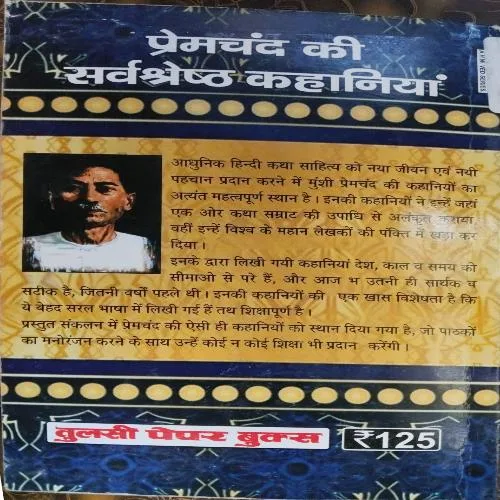 प्रेमचंद की
सर्वश्रेष्ठ कहानियां
आधुनिक हिन्दी कथा साहित्य को नया जीवन एवं नयी
पहचान प्रदान करने में मुंशी प्रेमचंद की कहानियों का
अत्यंत महत्वपूर्ण स्थान है। इनकी कहानियों ने इन्हें जहां
एक ओर कथा सम्राट की उपाधि से अलंकृत कराया
वहीं इन्हें विश्व के महान लेखकों की पंक्ति में खड़ा कर
दिया।
इनके द्वारा लिखी गयी कहानियां देश, काल व समय की
सीमाओ से परे हैं, और आज भ उतनी ही सार्थक व
सटीक है, जितनी वर्षों पहले थी। इनकी कहानियों की एक खास विशेषता है कि
ये बेहद सरल भाषा में लिखी गई हैं तथ शिक्षापूर्ण है।
प्रस्तुत संकलन में प्रेमचंद की ऐसी ही कहानियों को स्थान दिया गया है, जो पाठकों
का मनोरंजन करने के साथ उन्हें कोई न कोई शिक्षा भी प्रदान करेंगी।
तुलसी पेपर बुक्स ₹125